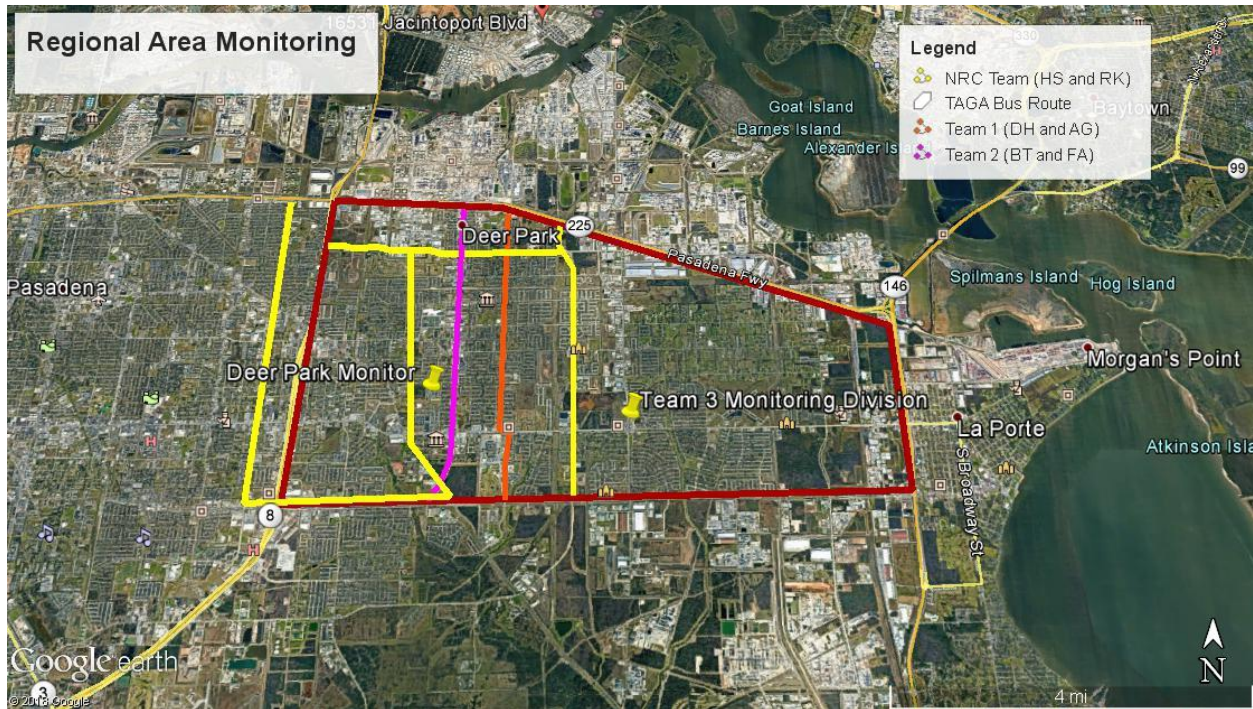 Regional Area Monitoring
16531 Jacintoport Blvd
Legend
NRC Team (HS and RK)
TAGA Bus Route
Team 1 (DH and AG)
Team 2 (BT and FA)
330
Baytown
99
Goat Island
Barnes Island
Alexander Isla
Deer Park
225
Pasadena Fwy
146
Spilmans Island
Hog Island
Pasadena
Morgan's Point
Deer Park Monitor
Team 3 Monitoring Division
La Porte
Atkinson Isla
S Broadway St
H
8
H
Google earth
3
© 2018 Google
N
4 mi